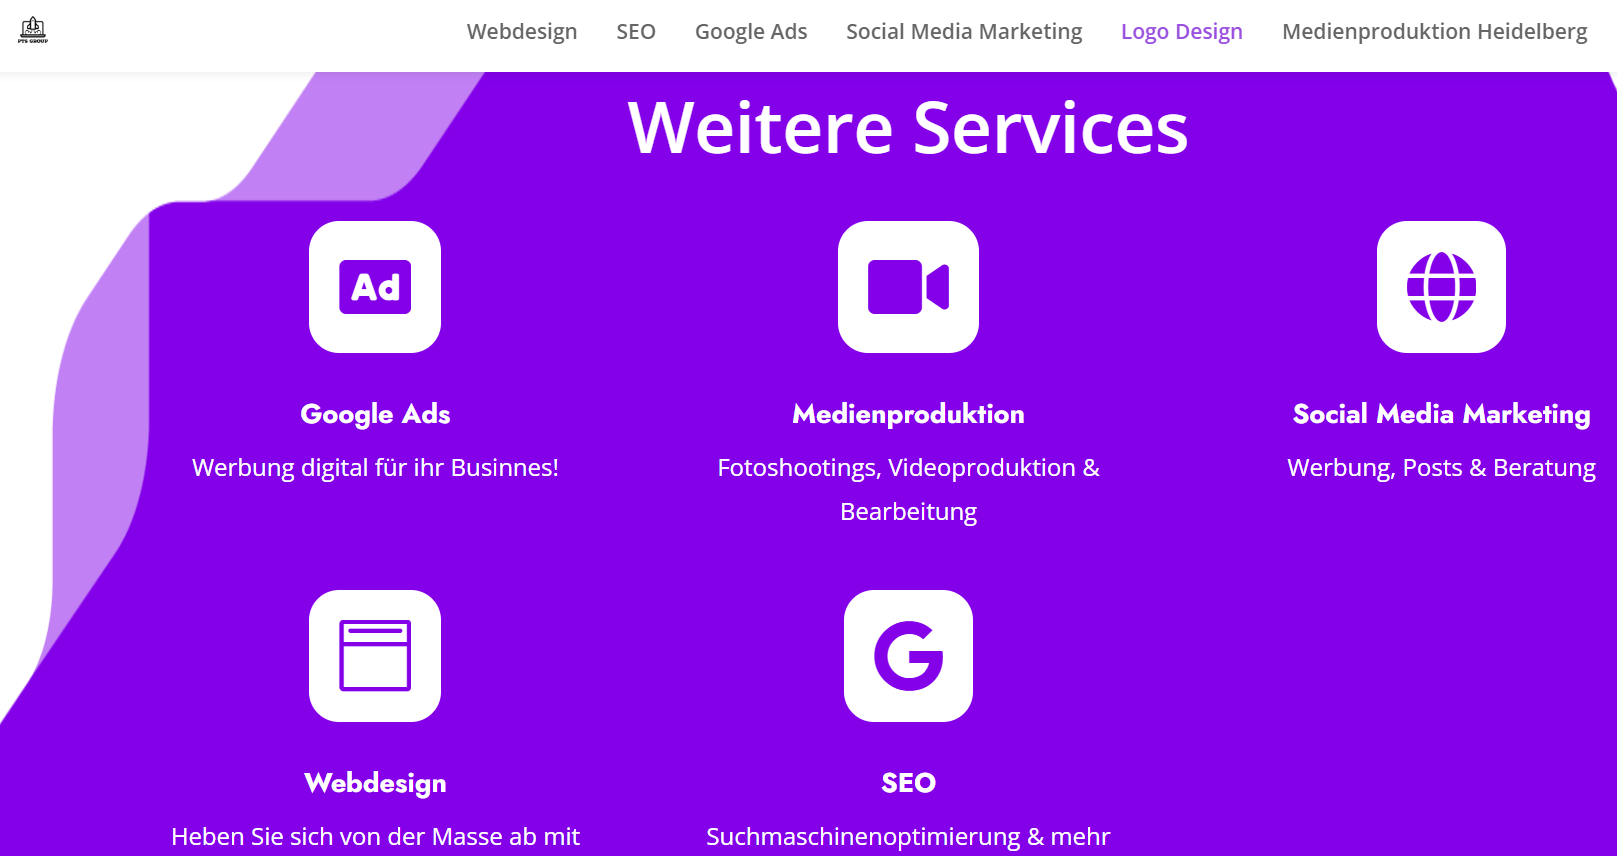 PTS GROUP
Webdesign SEO Google Ads Social Media Marketing Logo Design Medienproduktion Heidelberg
Weitere Services
Ad
Google Ads
Werbung digital für ihr Businnes!
Medienproduktion
Fotoshootings, Videoproduktion &
Bearbeitung
Social Media Marketing
Werbung, Posts & Beratung
Webdesign
Heben Sie sich von der Masse ab mit
G
SEO
Suchmaschinenoptimierung & mehr